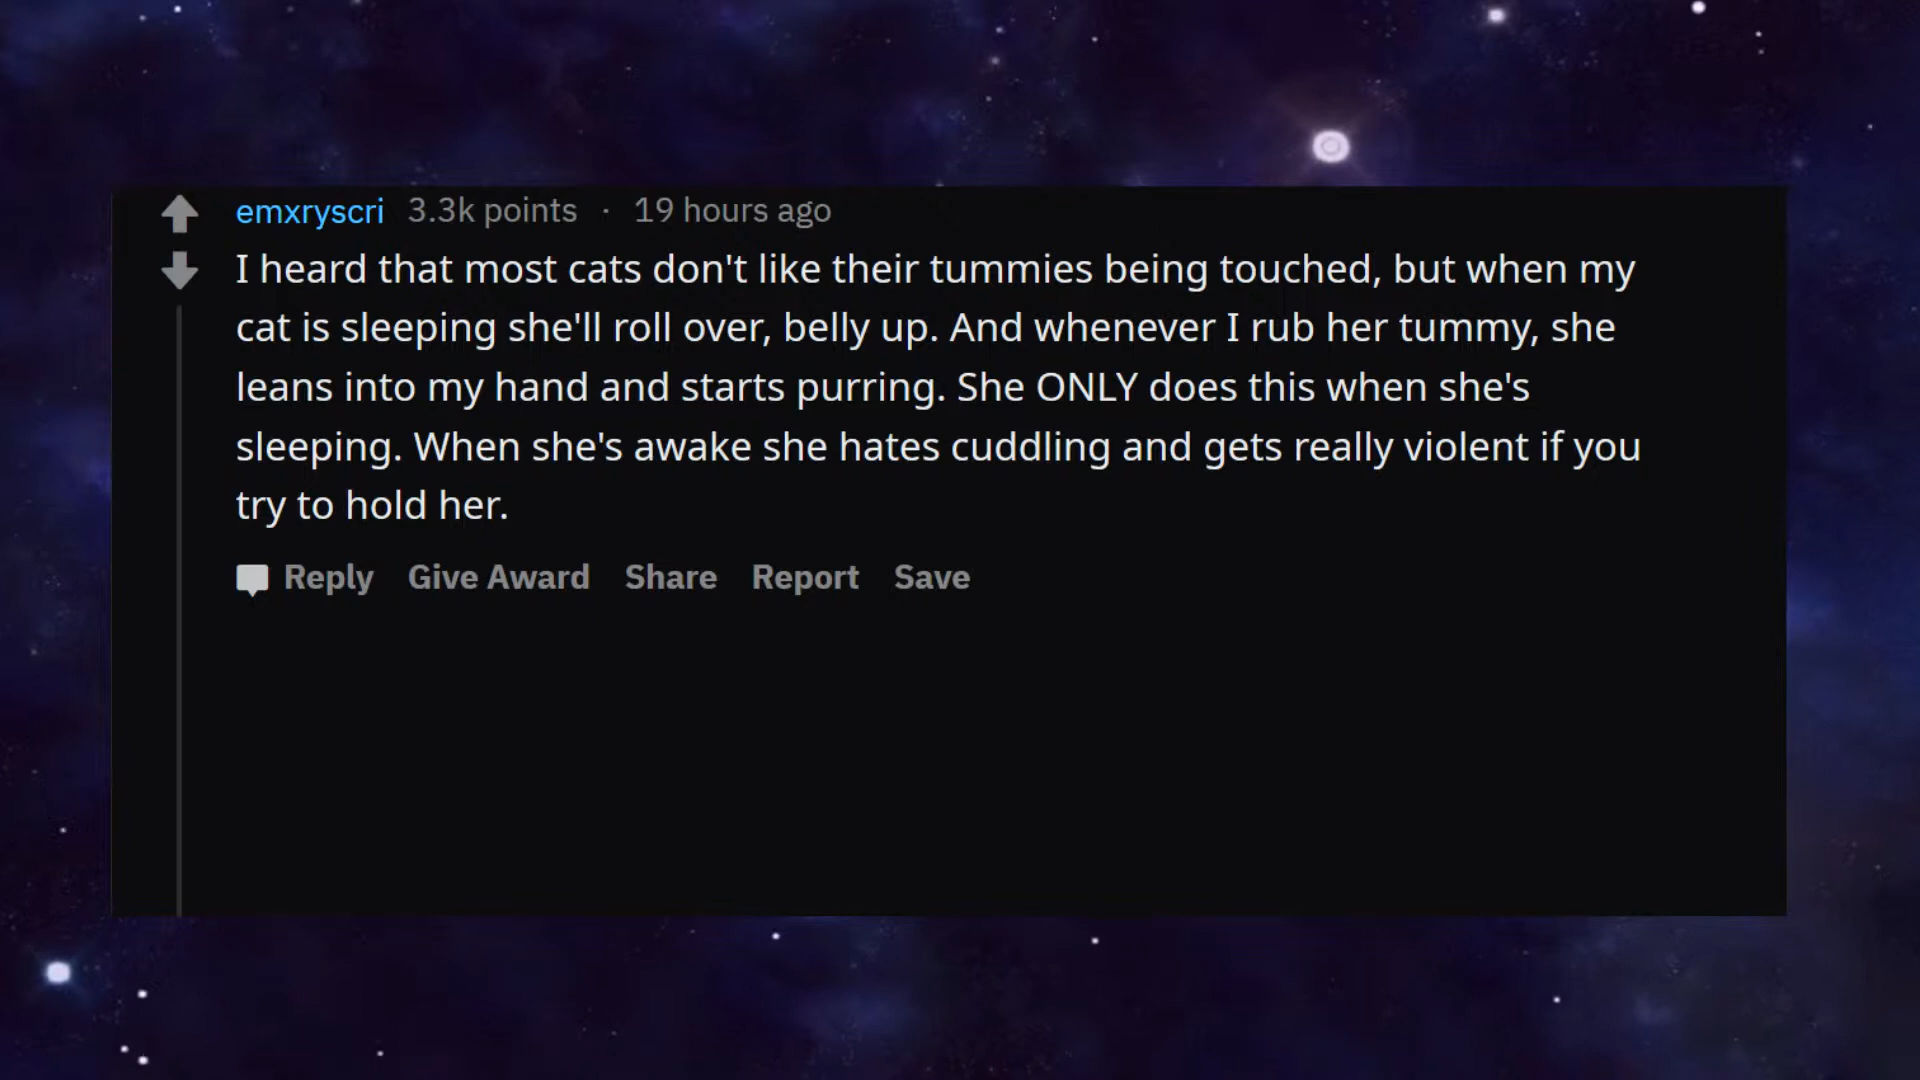 emxryscri 3.3k points · 19 hours ago
I heard that most cats don't like their tummies being touched, but when my
cat is sleeping she'll roll over, belly up. And whenever I rub her tummy, she
leans into my hand and starts purring. She ONLY does this when she's
sleeping. When she's awake she hates cuddling and gets really violent if you
try to hold her.
Reply Give Award Share Report Save